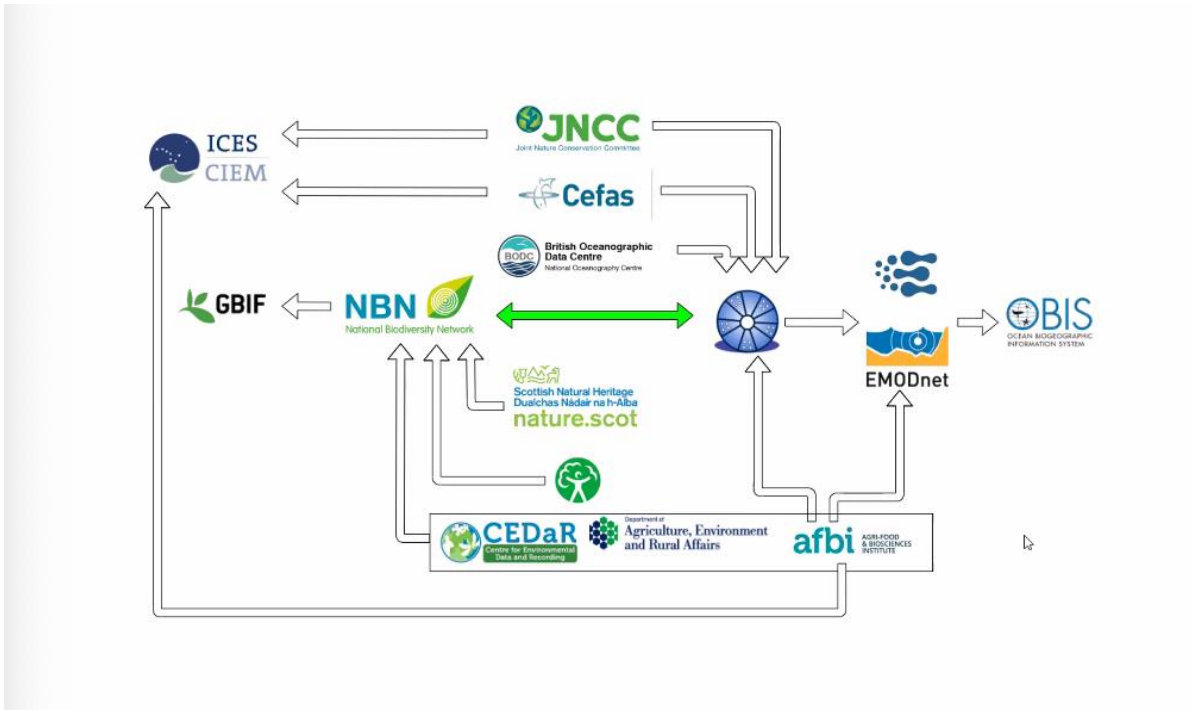 ICES
CIEM
JNCC
Joint Nature Conservation Committee
Cefas
BODC
British Oceanographic
Data Centre
National Oceanography Centre
GBIF
NBN
National Biodiversity Network
OBIS
OCEAN BIOGEOGRAPHIC
INFORMATION SYSTEM
EMODnet
Scottish Natural Heritage
Dualchas Nàdair na h-Alba
nature.scot
CEDaR
Centre for Environmental
Data and Recording
Department of
Agriculture, Environment
and Rural Affairs
afbi
AGRI-FOOD
& BIOSCIENCES
INSTITUTE